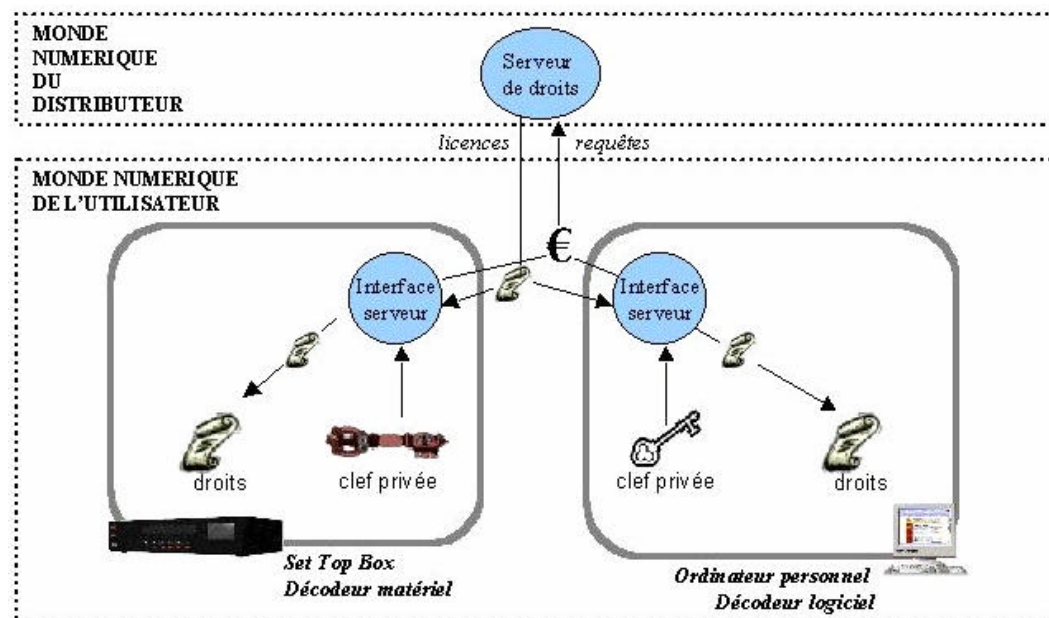 MONDE
NUMERIQUE
DU
DISTRIBUTEUR
Serveur
de droits
licences
requêtes
MONDE NUMERIQUE
DE L'UTILISATEUR
€
Interface
serveur
Interface
serveur
droits
clef privée
clef privée
droits
Set Top Box
Décodeur matériel
Ordinateur personnel
Décodeur logiciel